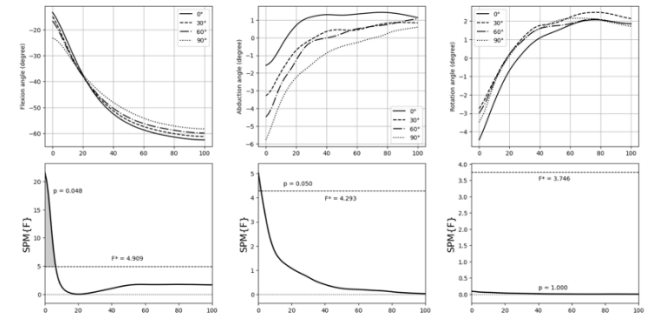 0°
30°
60°
90°
Flexion angle (degree)
−20
−30
−40
−50
−60
0 20 40 60 80 100
0°
30°
60°
90°
Abduction angle (degree)
1
0
−1
−2
−3
−4
−5
−6
0 20 40 60 80 100
0°
30°
60°
90°
Rotation angle (degree)
2
1
0
−1
−2
−3
−4
0 20 40 60 80 100
SPM{F}
20
15
10
5
0
p = 0.048
F* = 4.909
0 20 40 60 80 100
SPM{F}
5
4
3
2
1
0
p = 0.050
F* = 4.293
0 20 40 60 80 100
SPM{F}
4.0
3.5
3.0
2.5
2.0
1.5
1.0
0.5
0.0
F* = 3.746
p = 1.000
0 20 40 60 80 100